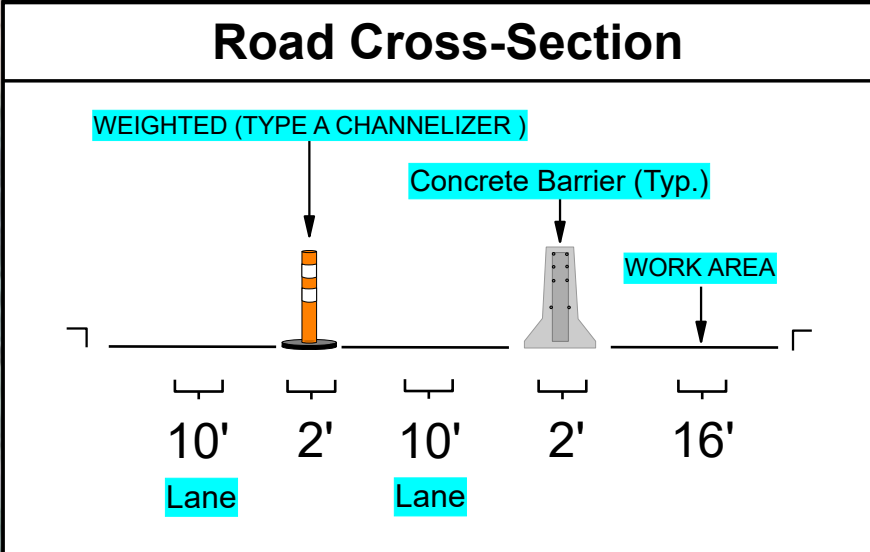 Road Cross-Section
WEIGHTED (TYPE A CHANNELIZER )
Concrete Barrier (Typ.)
WORK AREA
10' 2' 10' 2' 16'
Lane Lane